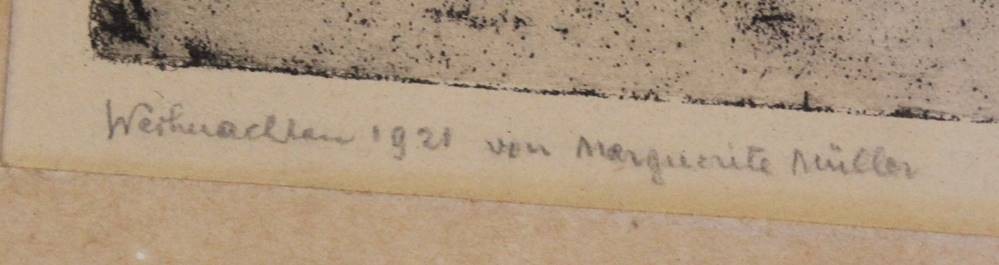 Weihnachten 1921 von Marguerite Müller